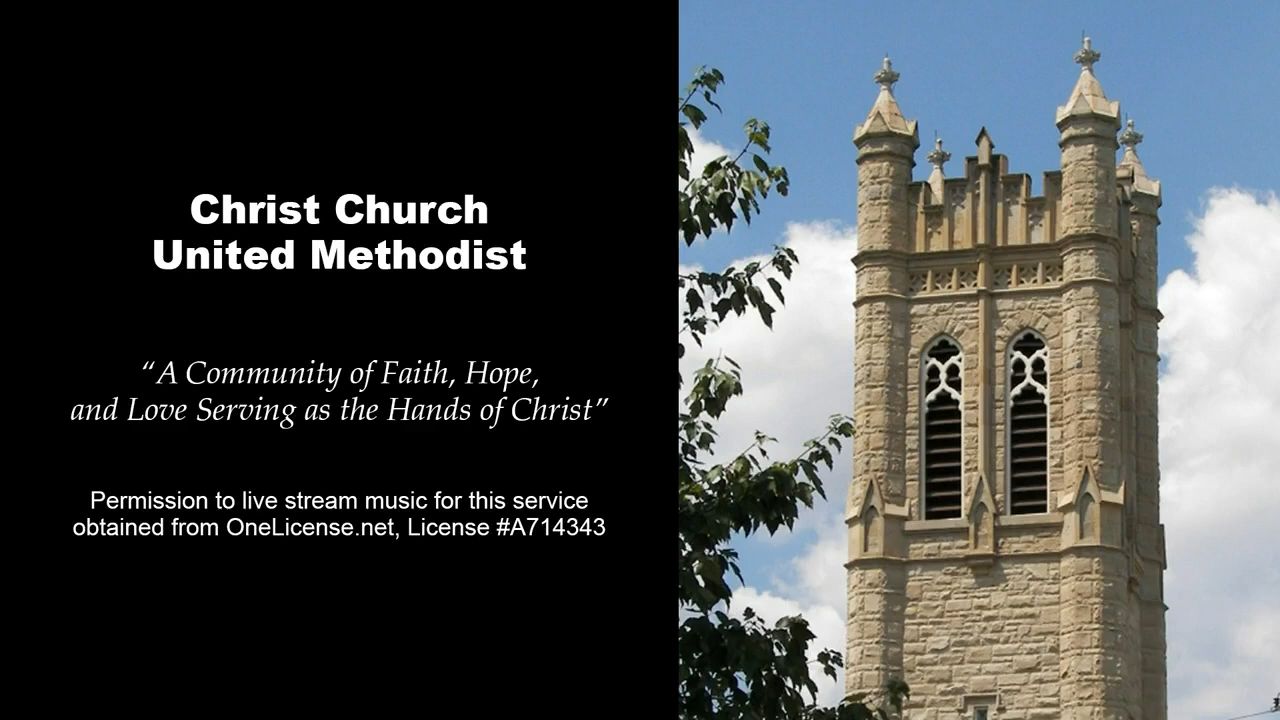 Christ Church
United Methodist
“A Community of Faith, Hope,
and Love Serving as the Hands of Christ”
Permission to live stream music for this service
obtained from OneLicense.net, License #A714343